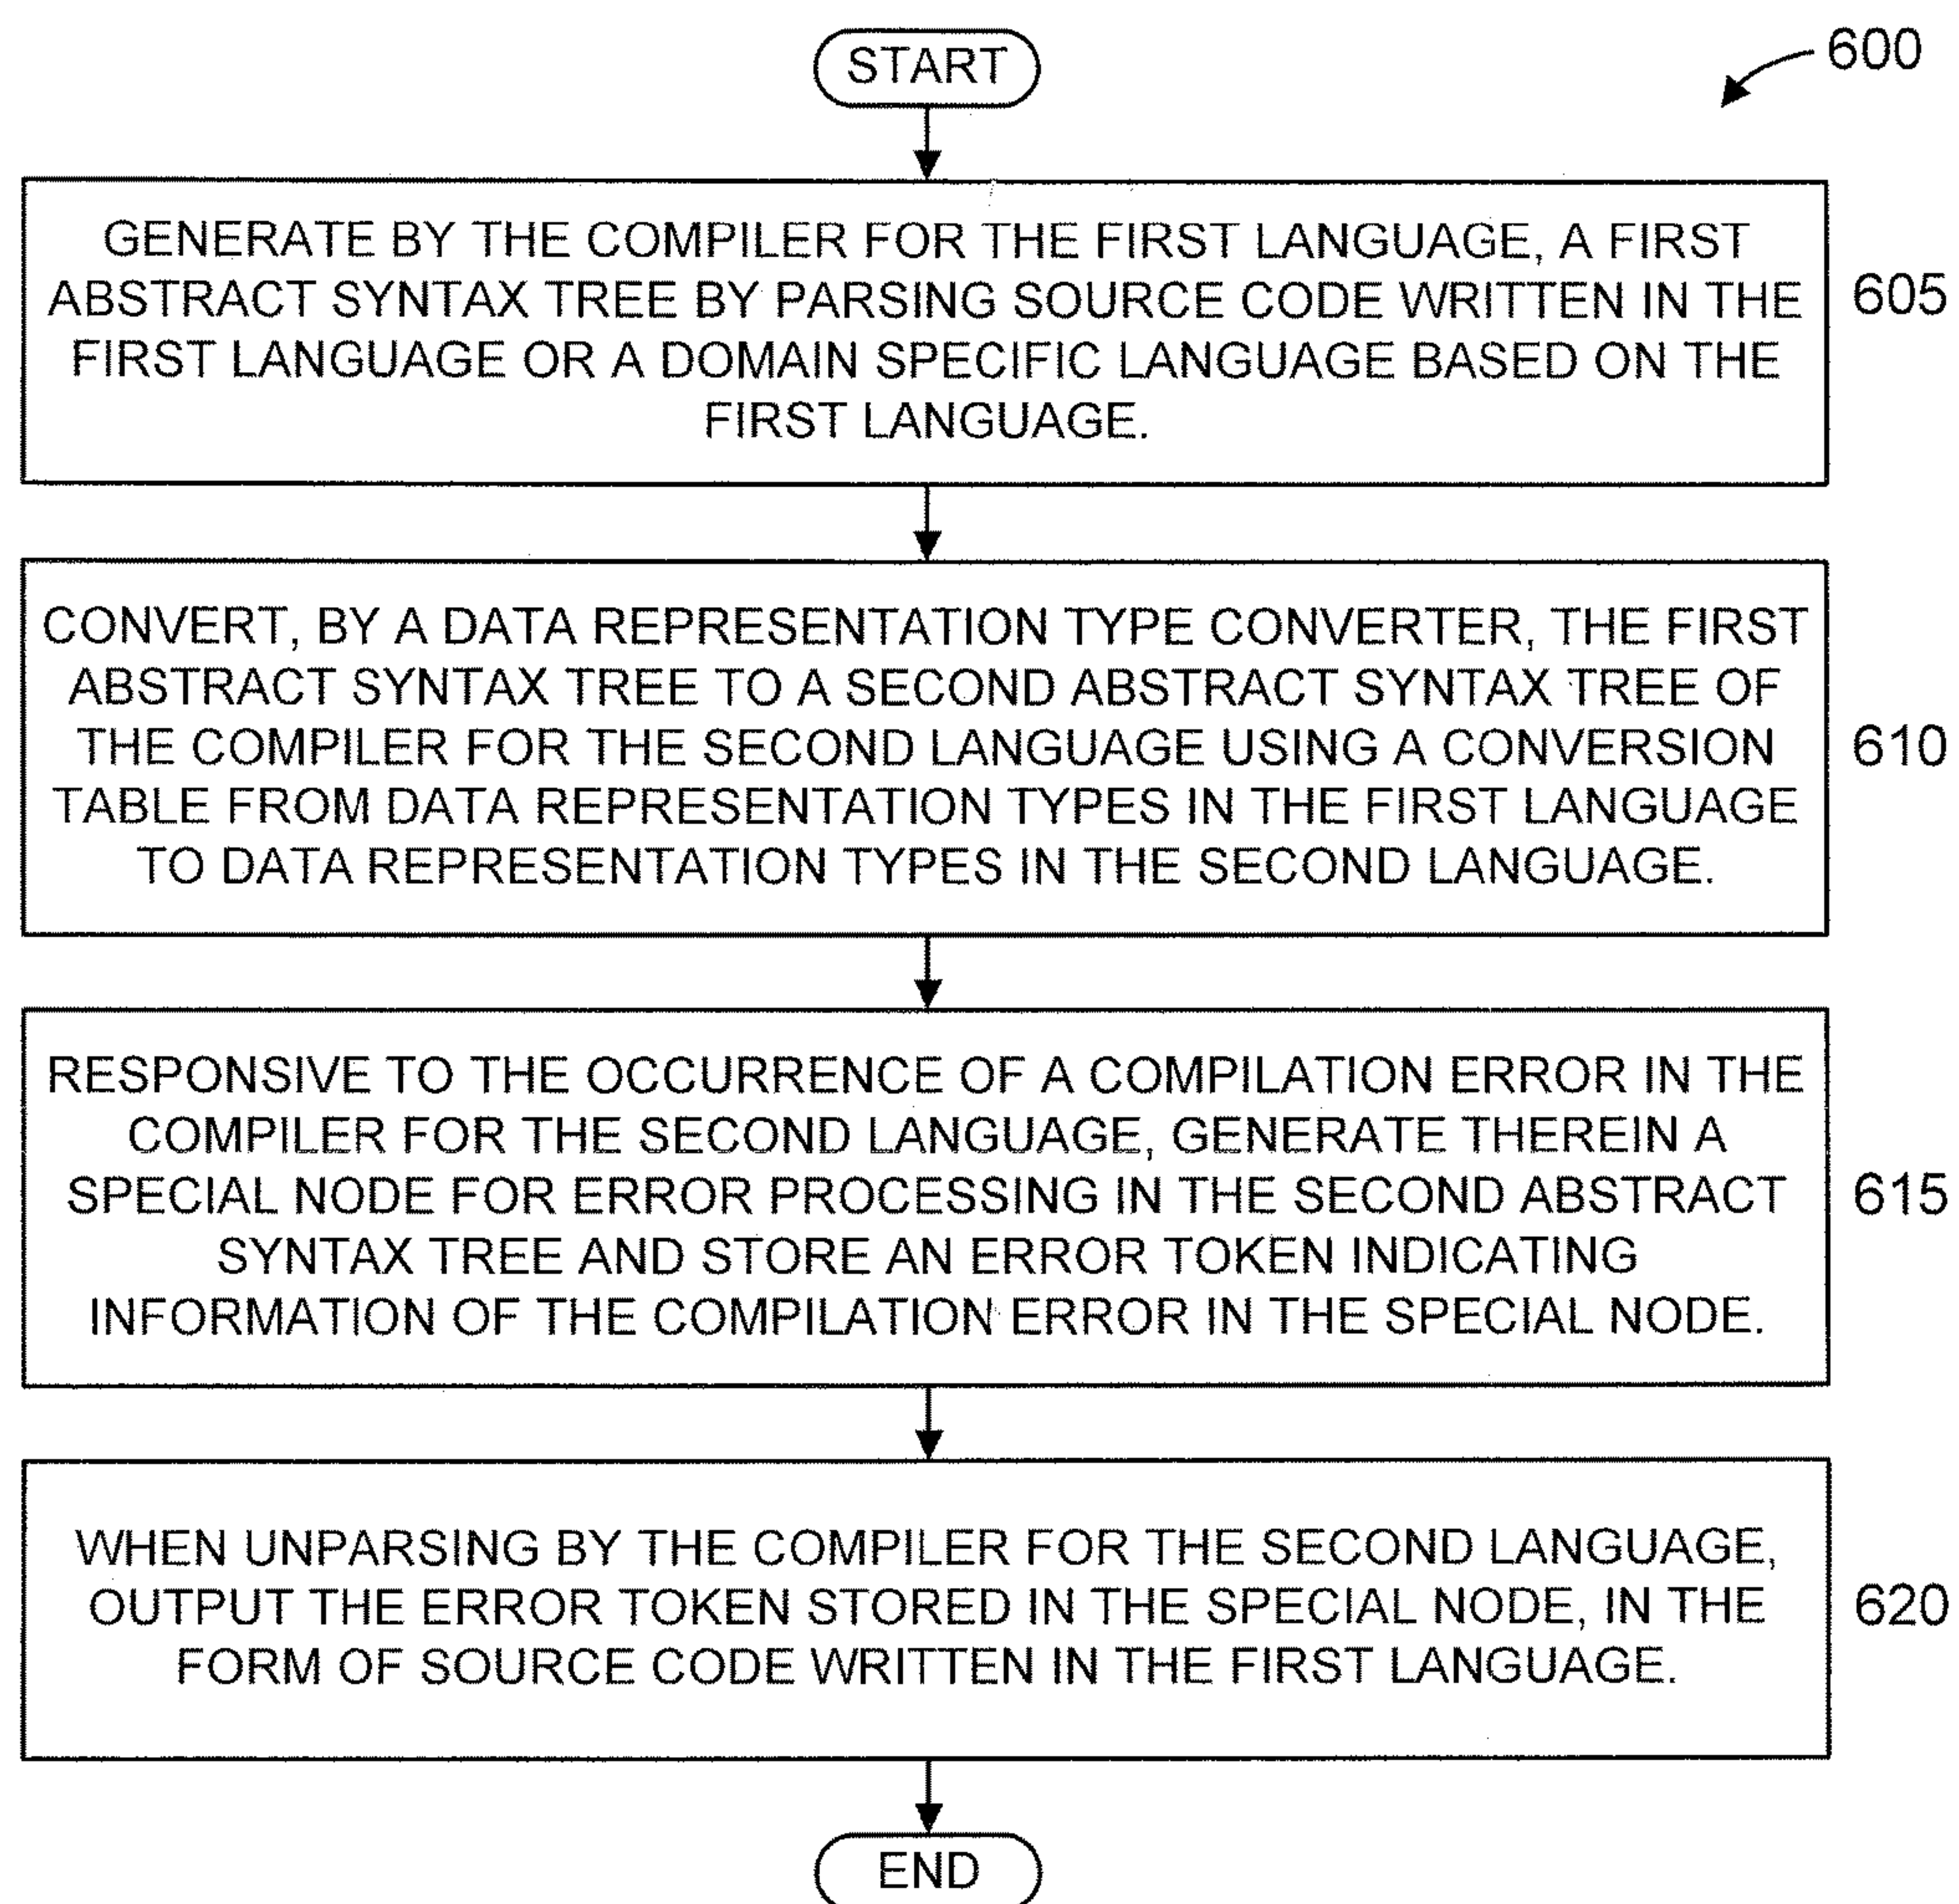 START
600
GENERATE BY THE COMPILER FOR THE FIRST LANGUAGE, A FIRST
ABSTRACT SYNTAX TREE BY PARSING SOURCE CODE WRITTEN IN THE
FIRST LANGUAGE OR A DOMAIN SPECIFIC LANGUAGE BASED ON THE
FIRST LANGUAGE.
605
CONVERT, BY A DATA REPRESENTATION TYPE CONVERTER, THE FIRST
ABSTRACT SYNTAX TREE TO A SECOND ABSTRACT SYNTAX TREE OF
THE COMPILER FOR THE SECOND LANGUAGE USING A CONVERSION
TABLE FROM DATA REPRESENTATION TYPES IN THE FIRST LANGUAGE
TO DATA REPRESENTATION TYPES IN THE SECOND LANGUAGE.
610
RESPONSIVE TO THE OCCURRENCE OF A COMPILATION ERROR IN THE
COMPILER FOR THE SECOND LANGUAGE, GENERATE THEREIN A
SPECIAL NODE FOR ERROR PROCESSING IN THE SECOND ABSTRACT
SYNTAX TREE AND STORE AN ERROR TOKEN INDICATING
INFORMATION OF THE COMPILATION ERROR IN THE SPECIAL NODE.
615
WHEN UNPARSING BY THE COMPILER FOR THE SECOND LANGUAGE,
OUTPUT THE ERROR TOKEN STORED IN THE SPECIAL NODE, IN THE
FORM OF SOURCE CODE WRITTEN IN THE FIRST LANGUAGE.
620
END